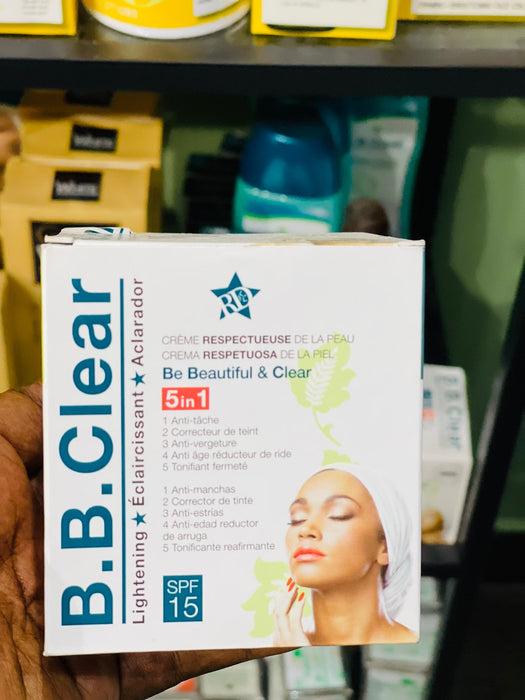 B.B.Clear
Lightening ★ Éclaircissant ★ Aclarador
CRÈME RESPECTUEUSE DE LA PEAU
CREMA RESPETUOSA DE LA PIEL
Be Beautiful & Clear
5 in 1
1 Anti-tâche
2 Correcteur de teint
3 Anti-vergeture
4 Anti âge réducteur de ride
5 Tonifiant fermeté
1 Anti-manchas
2 Corrector de tinte
3 Anti-estrías
4 Anti-edad reductor
de arruga
5 Tonificante reafirmante
SPF
15
B.B.Clear